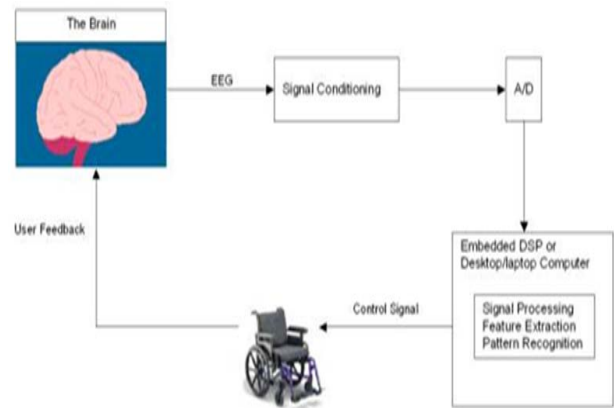 The Brain
EEG
Signal Conditioning
A/D
User Feedback
Embedded DSP or
Desktop/laptop Computer
Signal Processing
Feature Extraction
Pattern Recognition
Control Signal